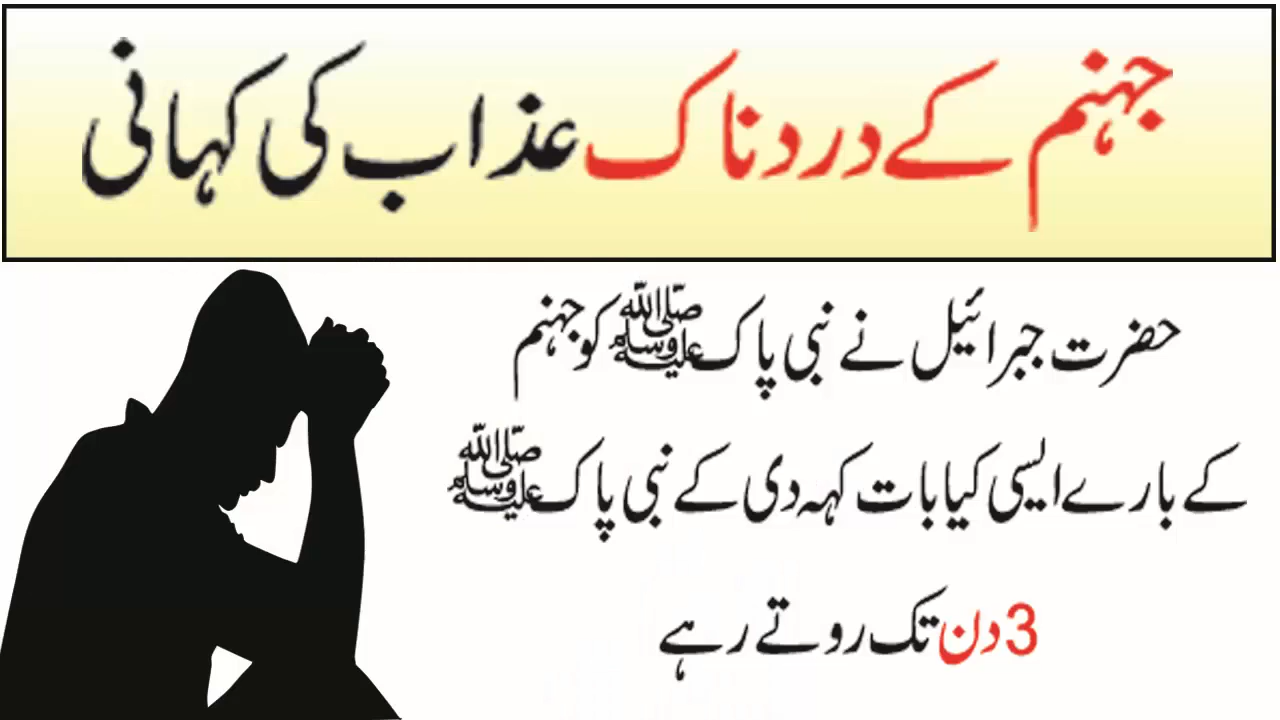 جہنم کے دردناک عذاب کی کہانی
حضرت جبرائیل نے نبی پاک ﷺ کو جہنم
کے بارے ایسی کیا بات کہہ دی کے نبی پاک ﷺ
3 دن تک روتے رہے